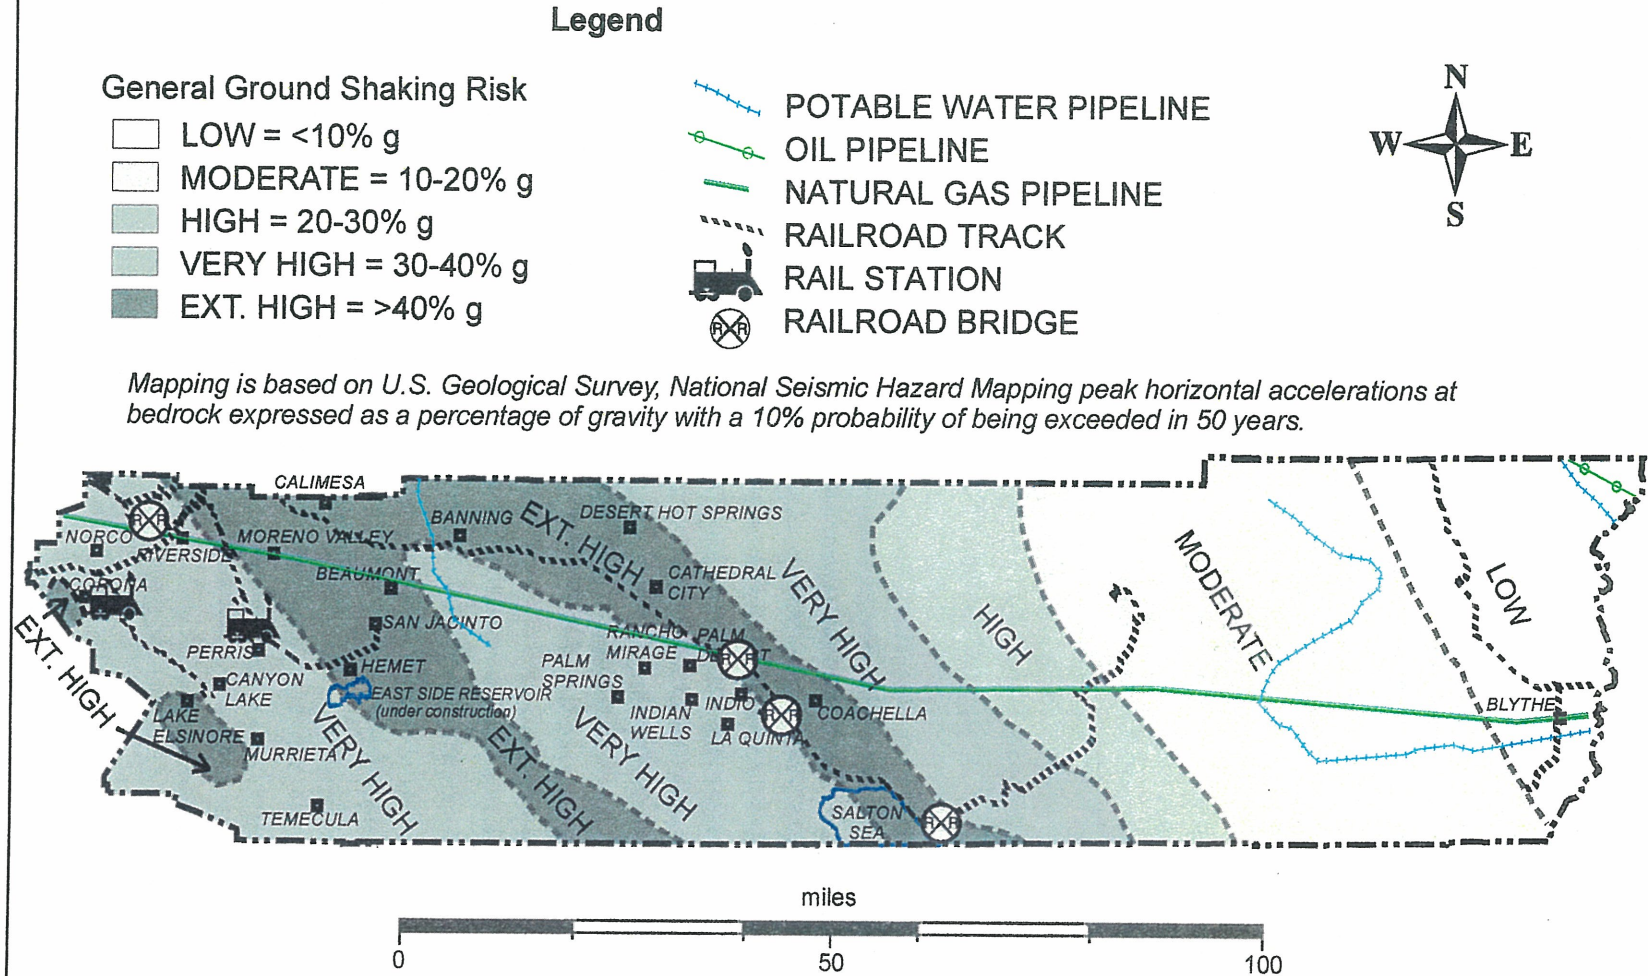 Legend
General Ground Shaking Risk
LOW = <10% g
MODERATE = 10-20% g
HIGH = 20-30% g
VERY HIGH = 30-40% g
EXT. HIGH = >40% g
POTABLE WATER PIPELINE
OIL PIPELINE
NATURAL GAS PIPELINE
RAILROAD TRACK
RAIL STATION
R R
RAILROAD BRIDGE
N
W E
S
Mapping is based on U.S. Geological Survey, National Seismic Hazard Mapping peak horizontal accelerations at
bedrock expressed as a percentage of gravity with a 10% probability of being exceeded in 50 years.
CALIMESA
R R
NORCO
RIVERSIDE
MORENO VALLEY
BANNING
EXT. HIGH
DESERT HOT SPRINGS
CORONA
BEAUMONT
CATHEDRAL
CITY
VERY HIGH
HIGH
MODERATE
LOW
EXT. HIGH
SAN JACINTO
PERRIS
HEMET
CANYON
LAKE
EAST SIDE RESERVOIR
(under construction)
PALM
SPRINGS
RANCHO
MIRAGE
PALM
DESERT
R R
INDIAN
WELLS
INDIO
R R
LA QUINTA
COACHELLA
BLYTHE
LAKE
ELSINORE
MURRIETA
VERY HIGH
EXT. HIGH
VERY HIGH
TEMECULA
SALTON
SEA
R R
miles
0
50
100